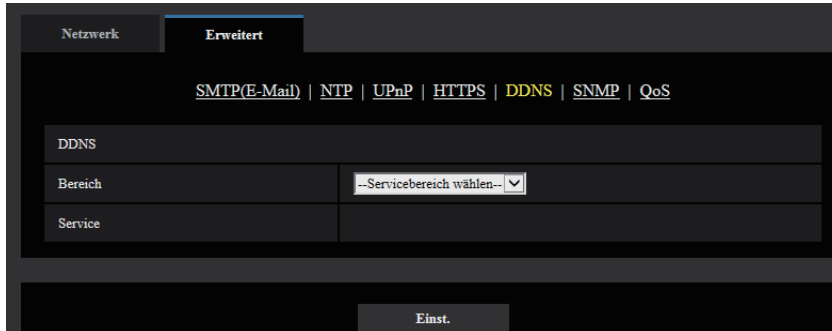 Netzwerk Erweitert
SMTP(E-Mail) | NTP | UPnP | HTTPS | DDNS | SNMP | QoS
DDNS
Bereich --Servicebereich wählen--
Service
Einst.